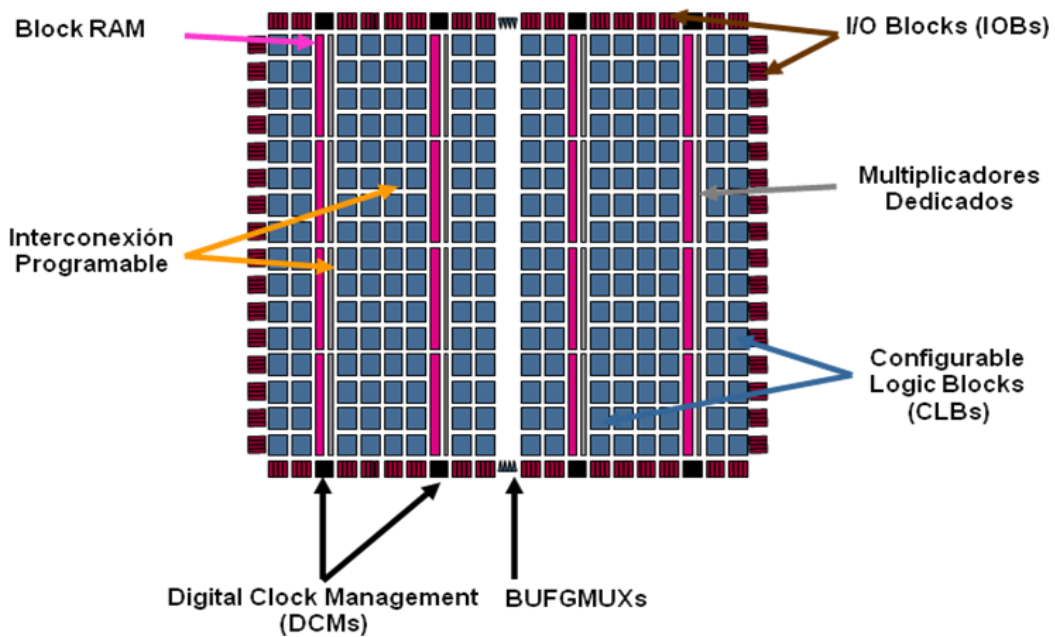 Block RAM
I/O Blocks (IOBs)
Multiplicadores
Dedicados
Interconexión
Programable
Configurable
Logic Blocks
(CLBs)
Digital Clock Management
(DCMs)
BUFGMUXs